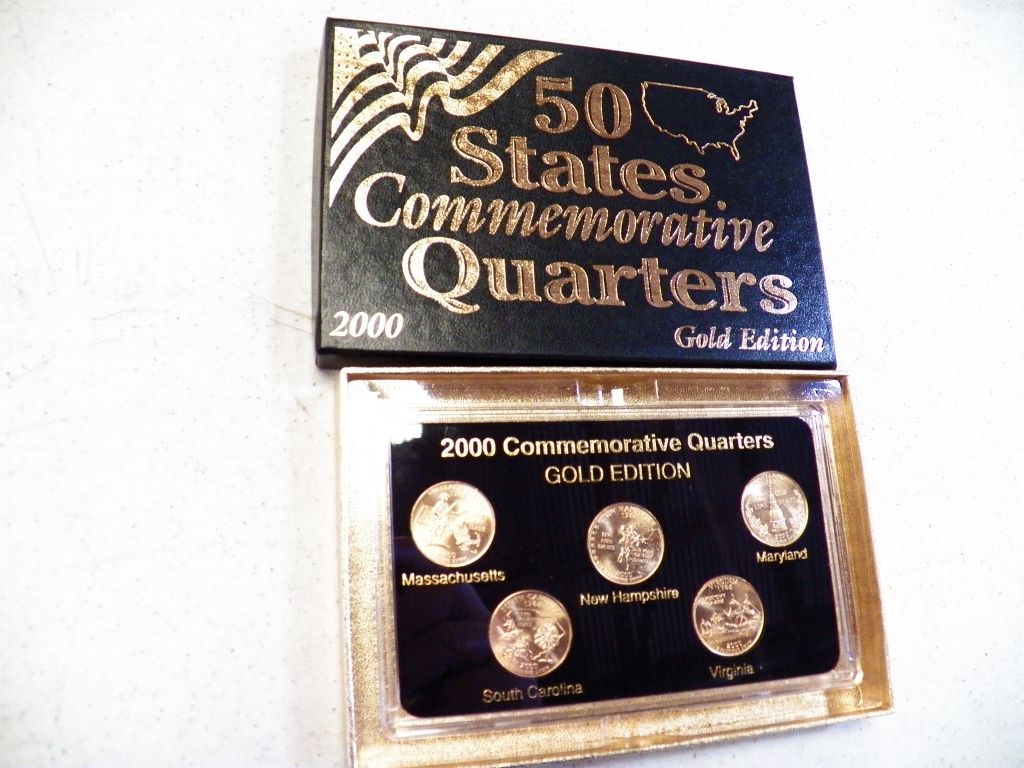 50
States
Commemorative
Quarters
2000
Gold Edition
2000 Commemorative Quarters
GOLD EDITION
Massachusetts
New Hampshire
Maryland
South Carolina
Virginia